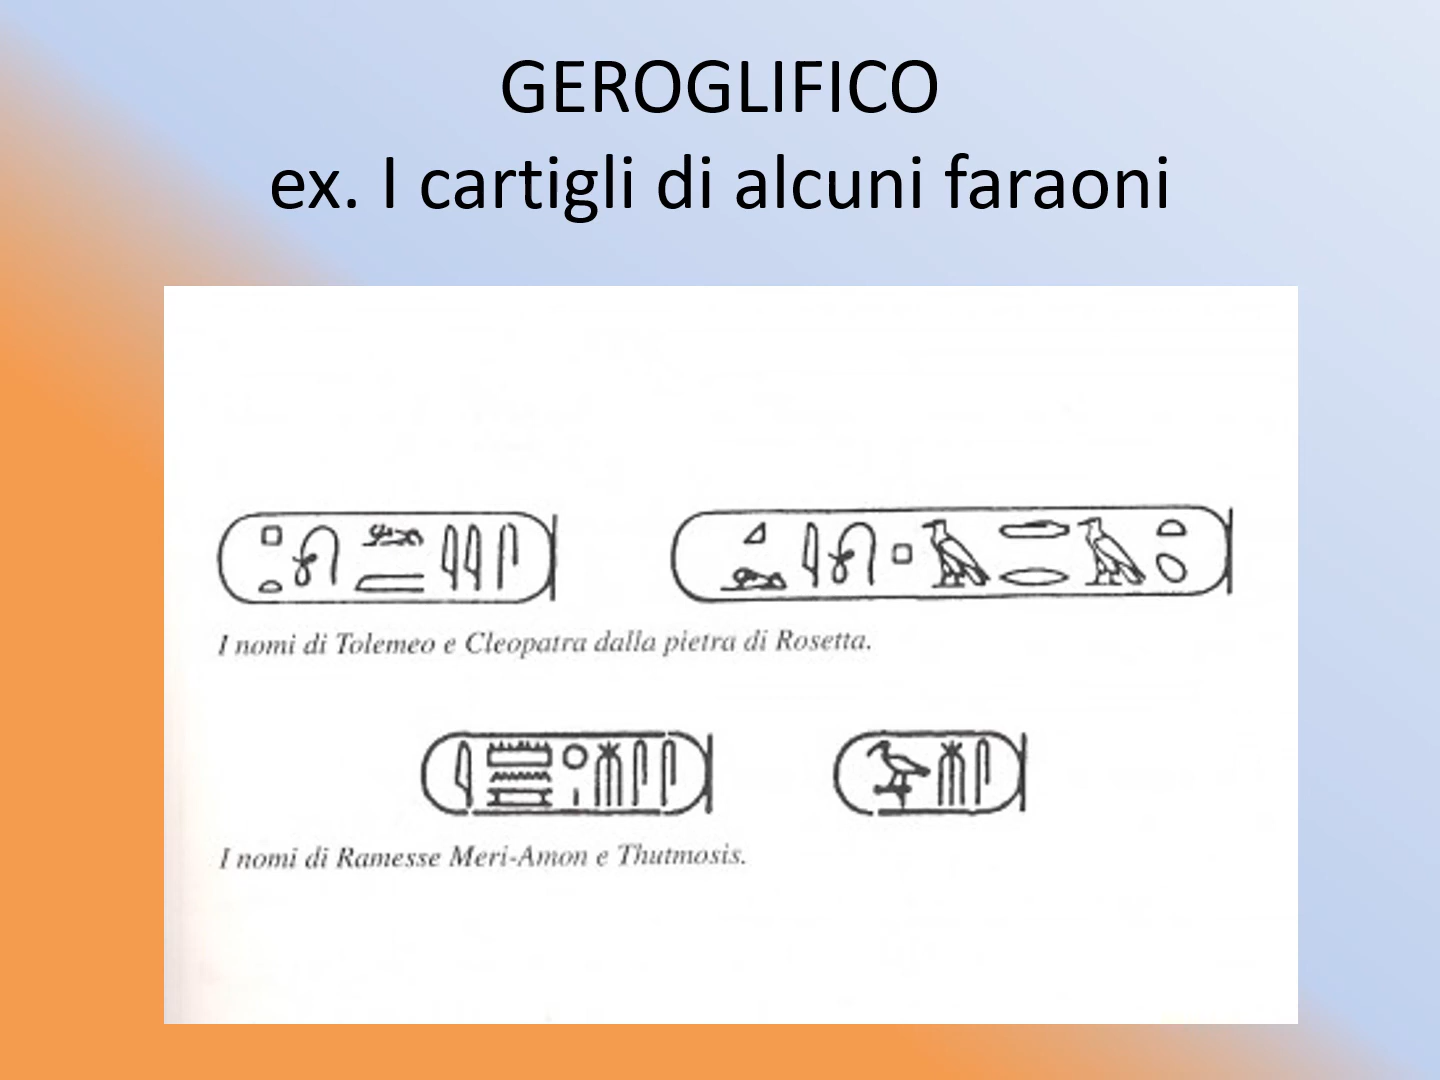 GEROGLIFICO
ex. I cartigli di alcuni faraoni
I nomi di Tolemeo e Cleopatra dalla pietra di Rosetta.
I nomi di Ramesse Meri-Amon e Thutmosis.